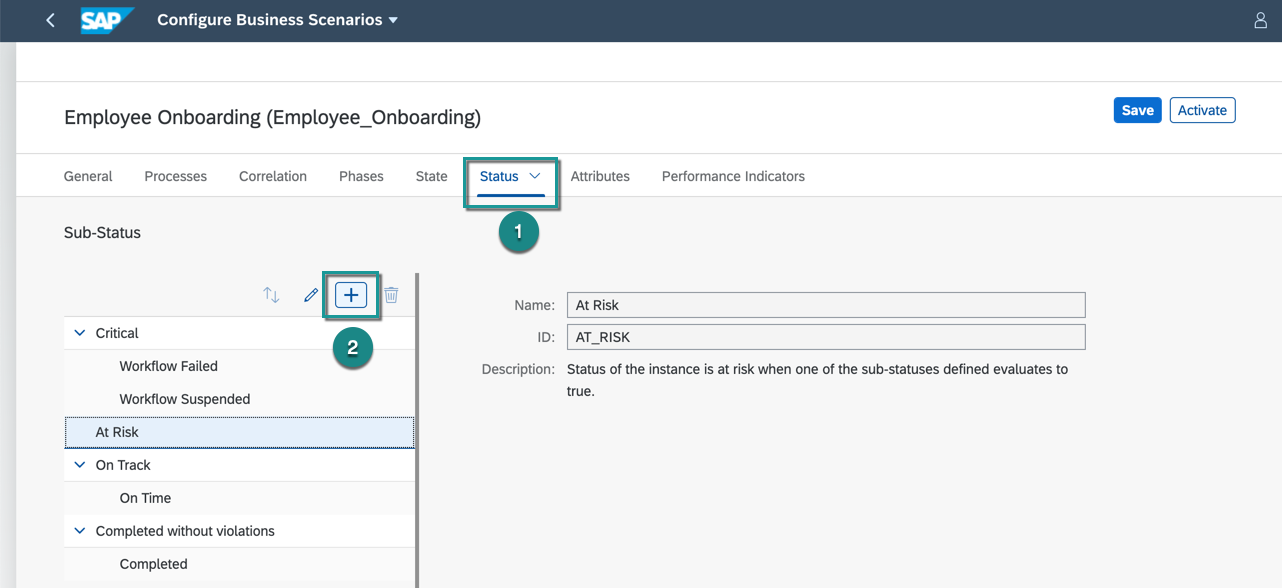 SAP Configure Business Scenarios
Employee Onboarding (Employee_Onboarding)
Save Activate
General Processes Correlation Phases State Status Attributes Performance Indicators
1
Sub-Status
2
Critical
Workflow Failed
Workflow Suspended
At Risk
On Track
On Time
Completed without violations
Completed
Name: At Risk
ID: AT_RISK
Description: Status of the instance is at risk when one of the sub-statuses defined evaluates to
true.